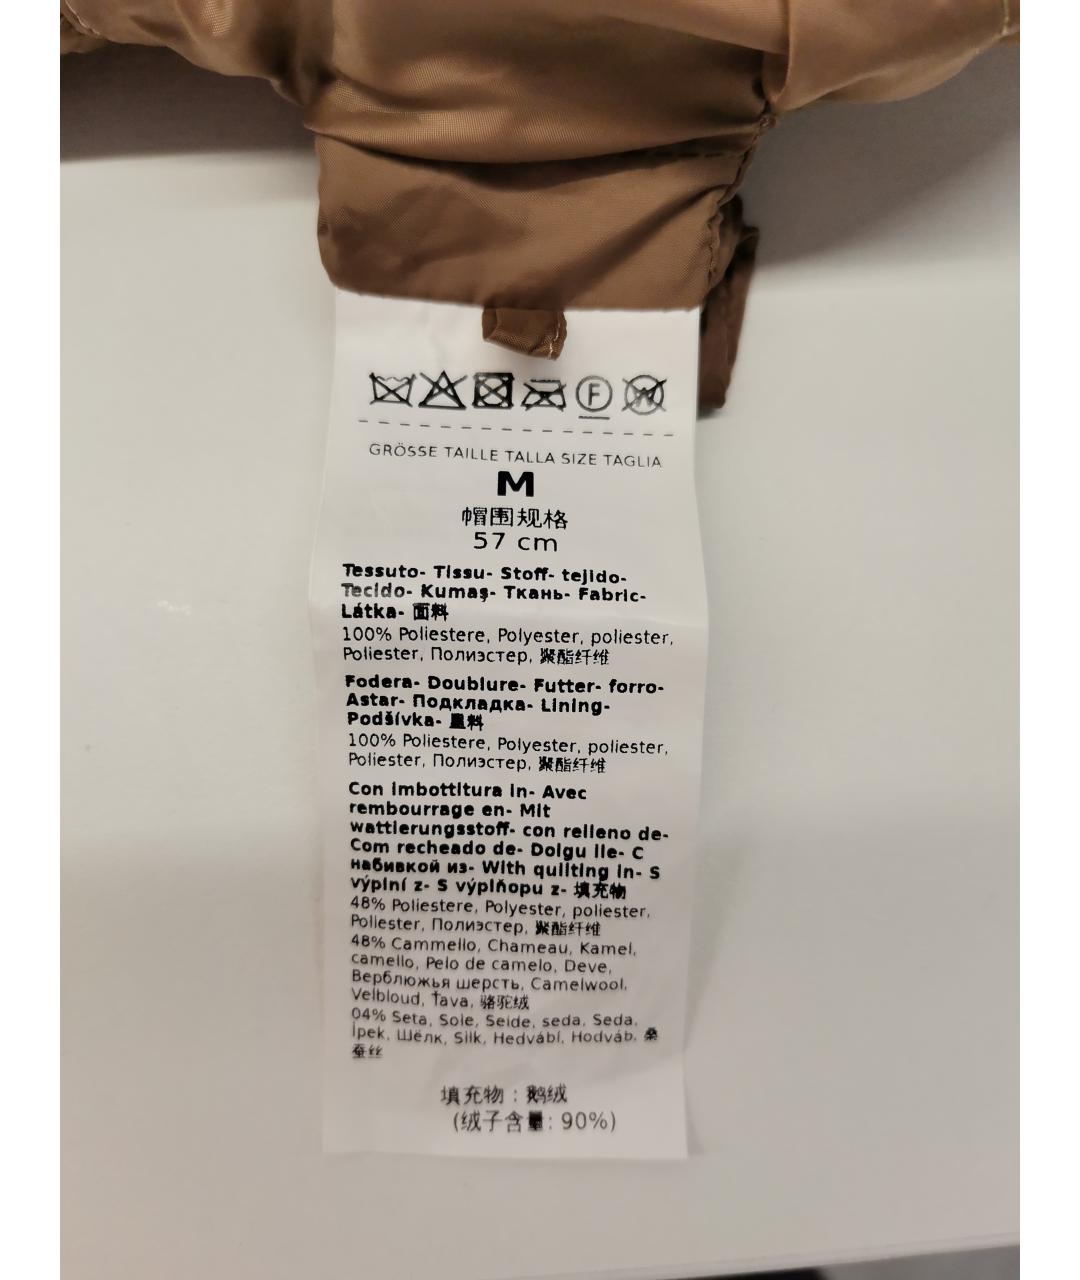 F W
GRÖSSE TAILLE TALLA SIZE TAGLIA
M
帽围规格
57 cm
Tessuto- Tissu- Stoff- tejido-
Tecido- Kumaş- Ткань- Fabric-
Látka- 面料
100% Poliestere, Polyester, poliester,
Poliester, Полиэстер, 聚酯纤维
Fodera- Doublure- Futter- forro-
Astar- Подкладка- Lining-
Podšívka- 里料
100% Poliestere, Polyester, poliester,
Poliester, Полиэстер, 聚酯纤维
Con imbottitura in- Avec
rembourrage en- Mit
wattierungsstoff- con relleno de-
Com recheado de- Dolgu ile- С
набивкой из- With quilting in- S
výplní z- S výplňopu z- 填充物
48% Poliestere, Polyester, poliester,
Poliester, Полиэстер, 聚酯纤维
48% Cammello, Chameau, Kamel,
camello, Pelo de camelo, Deve,
Верблюжья шерсть, Camelwool,
Velbloud, Ťava, 骆驼绒
04% Seta, Soie, Seide, seda, Seda,
İpek, Шёлк, Silk, Hedvábí, Hodváb, 桑
蚕丝
填充物：鹅绒
(绒子含量: 90%)